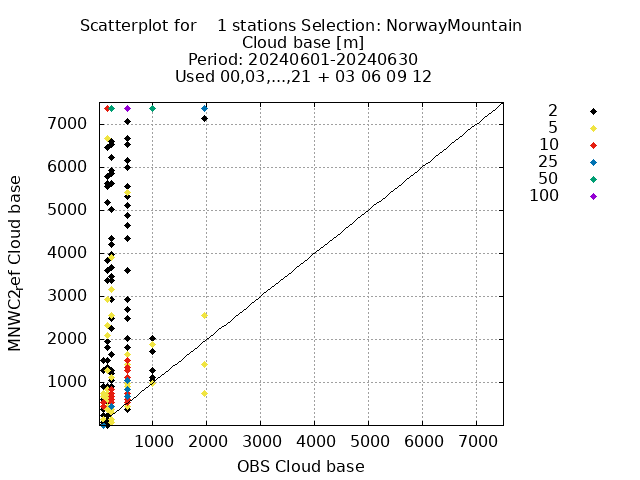 Scatterplot for    1 stations Selection: NorwayMountain
Cloud base [m]
Period: 20240601-20240630
Used 00,03,...,21 + 03 06 09 12
2
5
10
25
50
100
7000
6000
5000
4000
3000
2000
1000
MNWC2_ref Cloud base
1000 2000 3000 4000 5000 6000 7000
OBS Cloud base